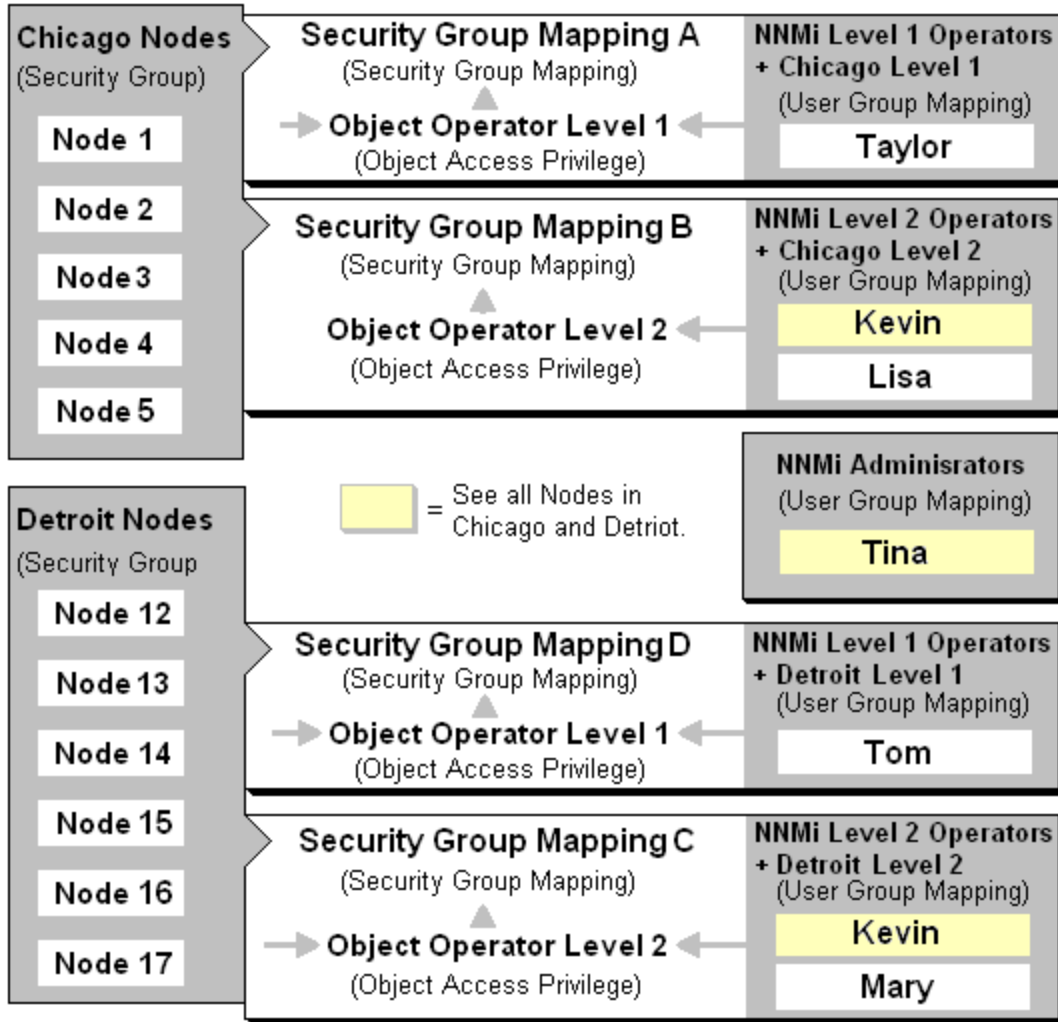 Chicago Nodes
(Security Group)
Node 1
Node 2
Node 3
Node 4
Node 5
Security Group Mapping A
(Security Group Mapping)
Object Operator Level 1
(Object Access Privilege)
NNMi Level 1 Operators
+ Chicago Level 1
(User Group Mapping)
Taylor
Security Group Mapping B
(Security Group Mapping)
Object Operator Level 2
(Object Access Privilege)
NNMi Level 2 Operators
+ Chicago Level 2
(User Group Mapping)
Kevin
Lisa
= See all Nodes in
Chicago and Detriot.
NNMi Adminisrators
(User Group Mapping)
Tina
Detroit Nodes
(Security Group
Node 12
Node 13
Node 14
Node 15
Node 16
Node 17
Security Group Mapping D
(Security Group Mapping)
Object Operator Level 1
(Object Access Privilege)
NNMi Level 1 Operators
+ Detroit Level 1
(User Group Mapping)
Tom
Security Group Mapping C
(Security Group Mapping)
Object Operator Level 2
(Object Access Privilege)
NNMi Level 2 Operators
+ Detroit Level 2
(User Group Mapping)
Kevin
Mary